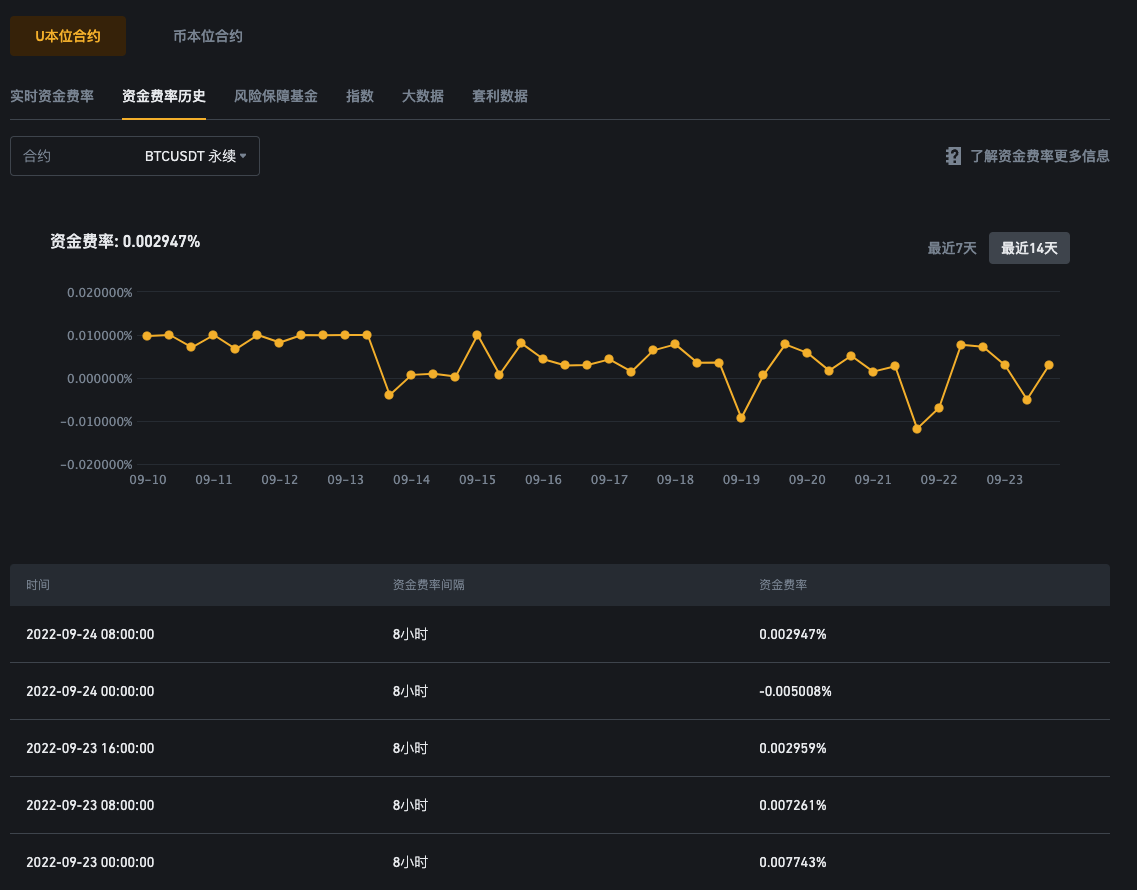 U本位合约 币本位合约
实时资金费率 资金费率历史 风险保障基金 指数 大数据 套利数据
合约 BTCUSDT 永续 了解资金费率更多信息
资金费率: 0.002947%
最近7天 最近14天
0.020000%
0.010000%
0.000000%
-0.010000%
-0.020000%
09-10 09-11 09-12 09-13 09-14 09-15 09-16 09-17 09-18 09-19 09-20 09-21 09-22 09-23
时间 资金费率间隔 资金费率
2022-09-24 08:00:00 8小时 0.002947%
2022-09-24 00:00:00 8小时 -0.005008%
2022-09-23 16:00:00 8小时 0.002959%
2022-09-23 08:00:00 8小时 0.007261%
2022-09-23 00:00:00 8小时 0.007743%